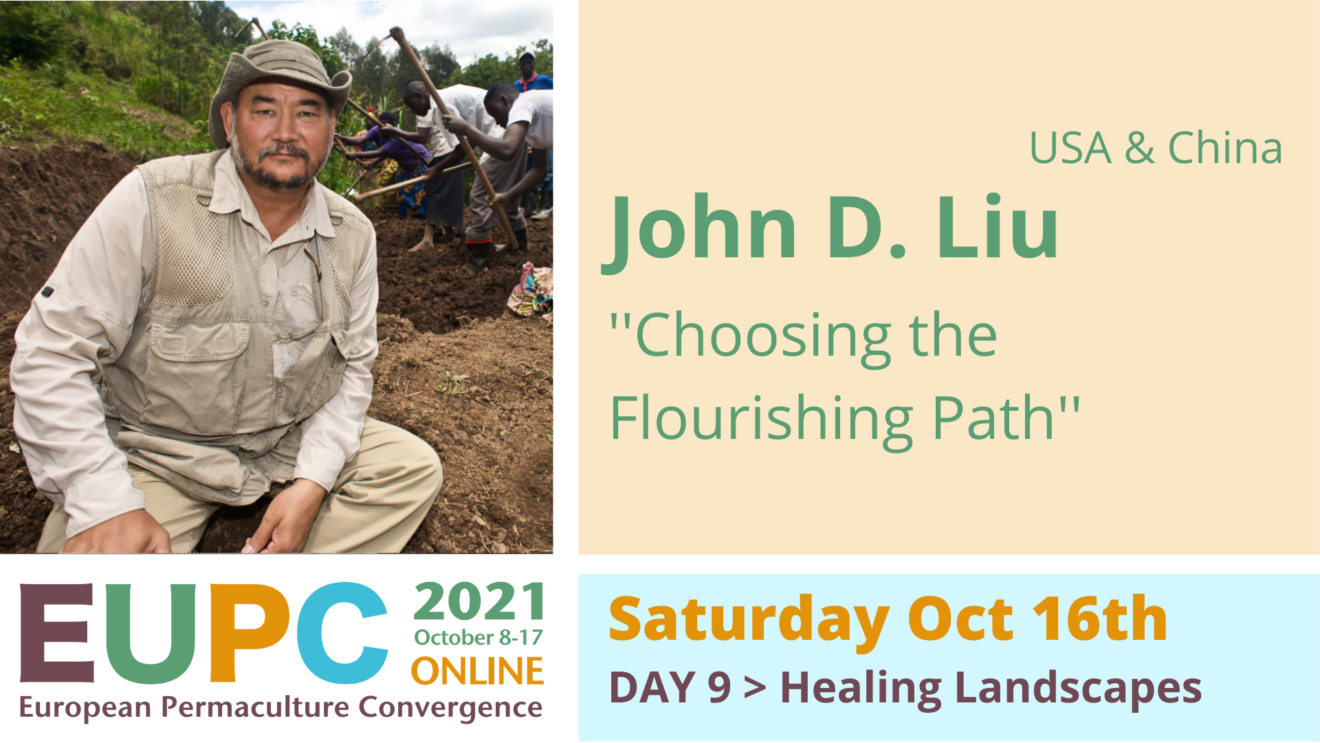 USA & China
John D. Liu
"Choosing the
Flourishing Path"
EUPC 2021
October 8-17
ONLINE
European Permaculture Convergence
Saturday Oct 16th
DAY 9 > Healing Landscapes